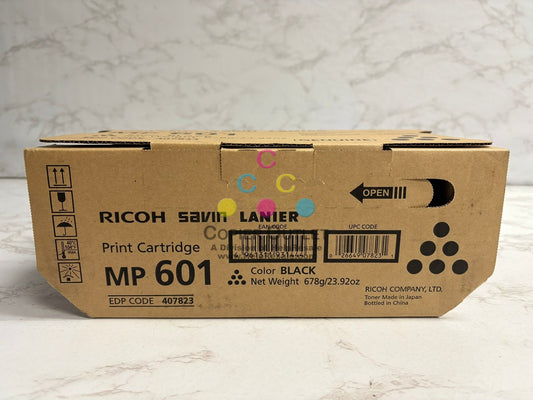 OPEN
RICOH Savin LANIER
EAN CODE
UPC CODE
Print Cartridge
MP 601
Color BLACK
Net Weight 678g/23.92oz
EDP CODE 407823
RICOH COMPANY, LTD.
Toner Made in Japan
Bottled in China
C
C C